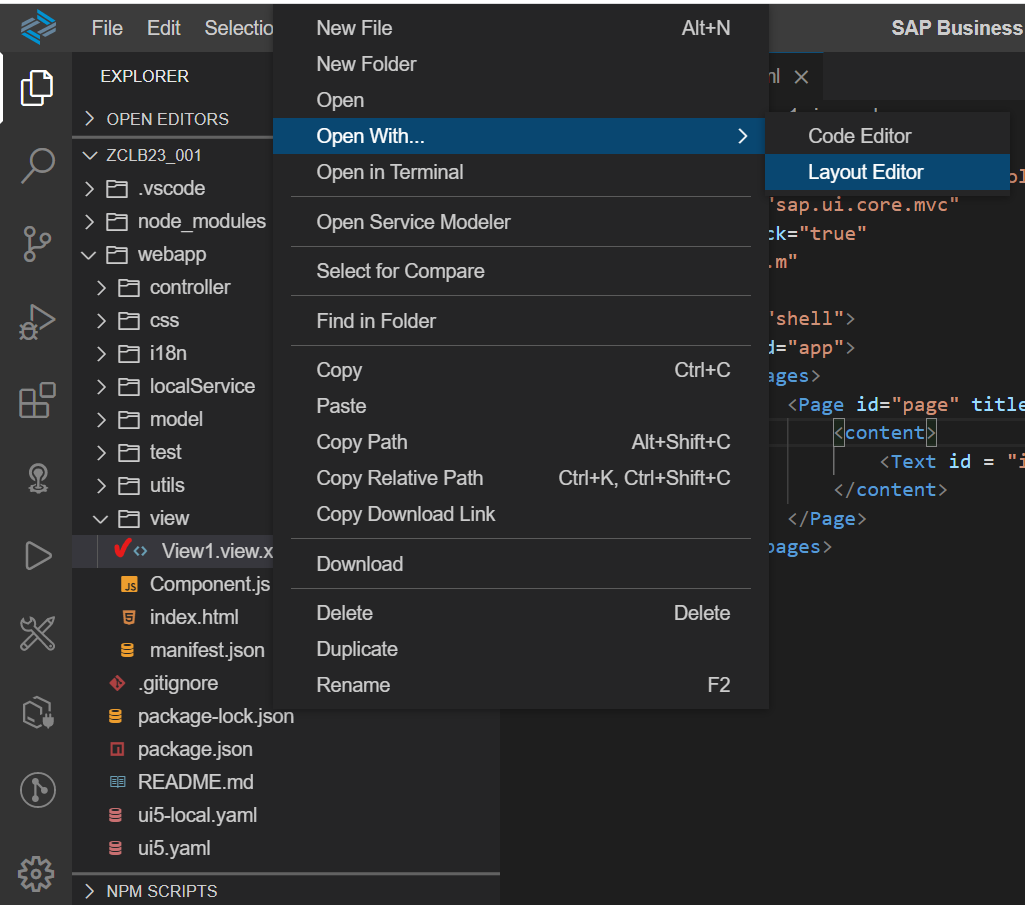 File Edit Selectio
SAP Business
EXPLORER
OPEN EDITORS
ZCLB23_001
.vscode
node_modules
webapp
controller
css
i18n
localService
model
test
utils
view
View1.view.x
Component.js
index.html
manifest.json
.gitignore
package-lock.json
package.json
README.md
ui5-local.yaml
ui5.yaml
NPM SCRIPTS
New File Alt+N
New Folder
Open
Open With...
Open in Terminal
Open Service Modeler
Select for Compare
Find in Folder
Copy Ctrl+C
Paste
Copy Path Alt+Shift+C
Copy Relative Path Ctrl+K, Ctrl+Shift+C
Copy Download Link
Download
Delete Delete
Duplicate
Rename F2
Code Editor
Layout Editor
"sap.ui.core.mvc"
ck="true"
.m"
"shell">
d="app">
ages>
<Page id="page" title
<content>
<Text id = "i
</content>
</Page>
pages>